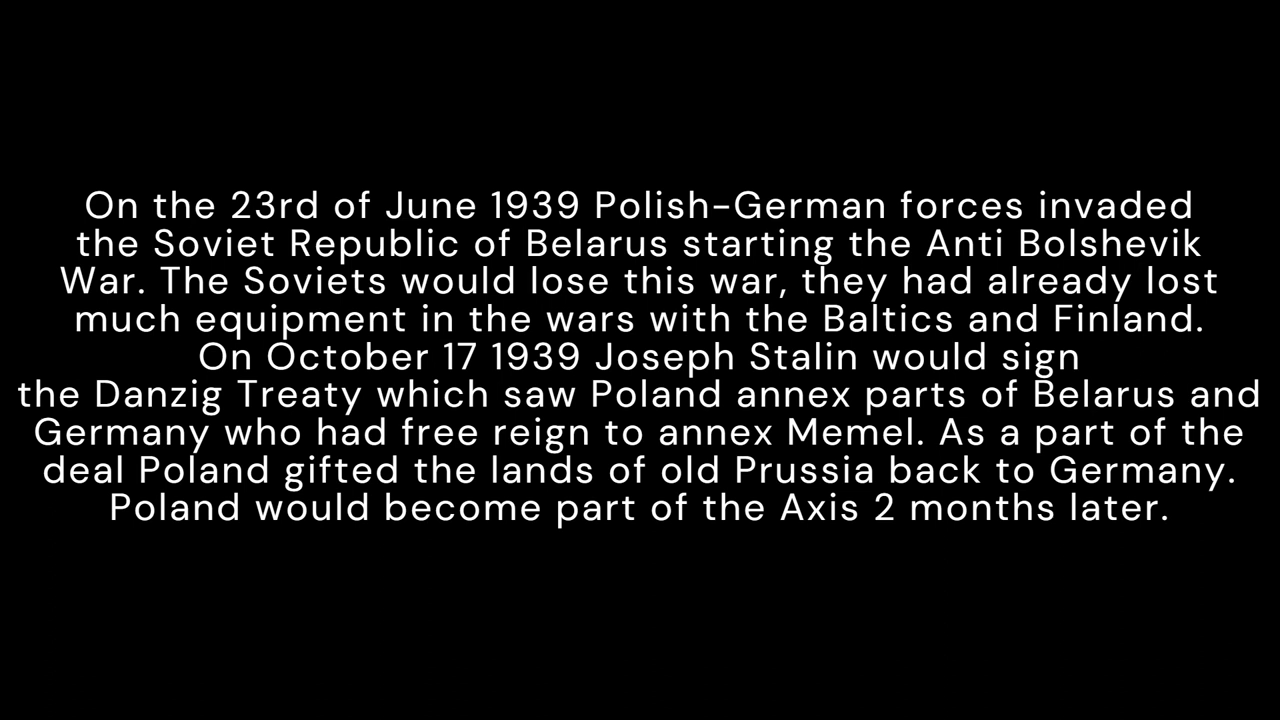 On the 23rd of June 1939 Polish-German forces invaded
the Soviet Republic of Belarus starting the Anti Bolshevik
War. The Soviets would lose this war, they had already lost
much equipment in the wars with the Baltics and Finland.
On October 17 1939 Joseph Stalin would sign
the Danzig Treaty which saw Poland annex parts of Belarus and
Germany who had free reign to annex Memel. As a part of the
deal Poland gifted the lands of old Prussia back to Germany.
Poland would become part of the Axis 2 months later.